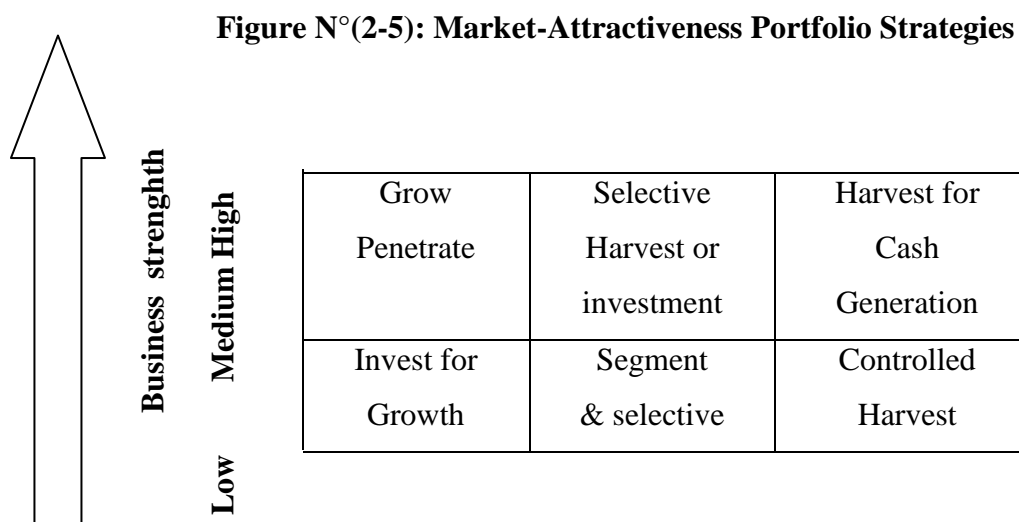 Figure N°(2-5): Market-Attractiveness Portfolio Strategies
Business strenghth
Low Medium High
Grow
Penetrate
Selective
Harvest or
investment
Harvest for
Cash
Generation
Invest for
Growth
Segment
& selective
Controlled
Harvest